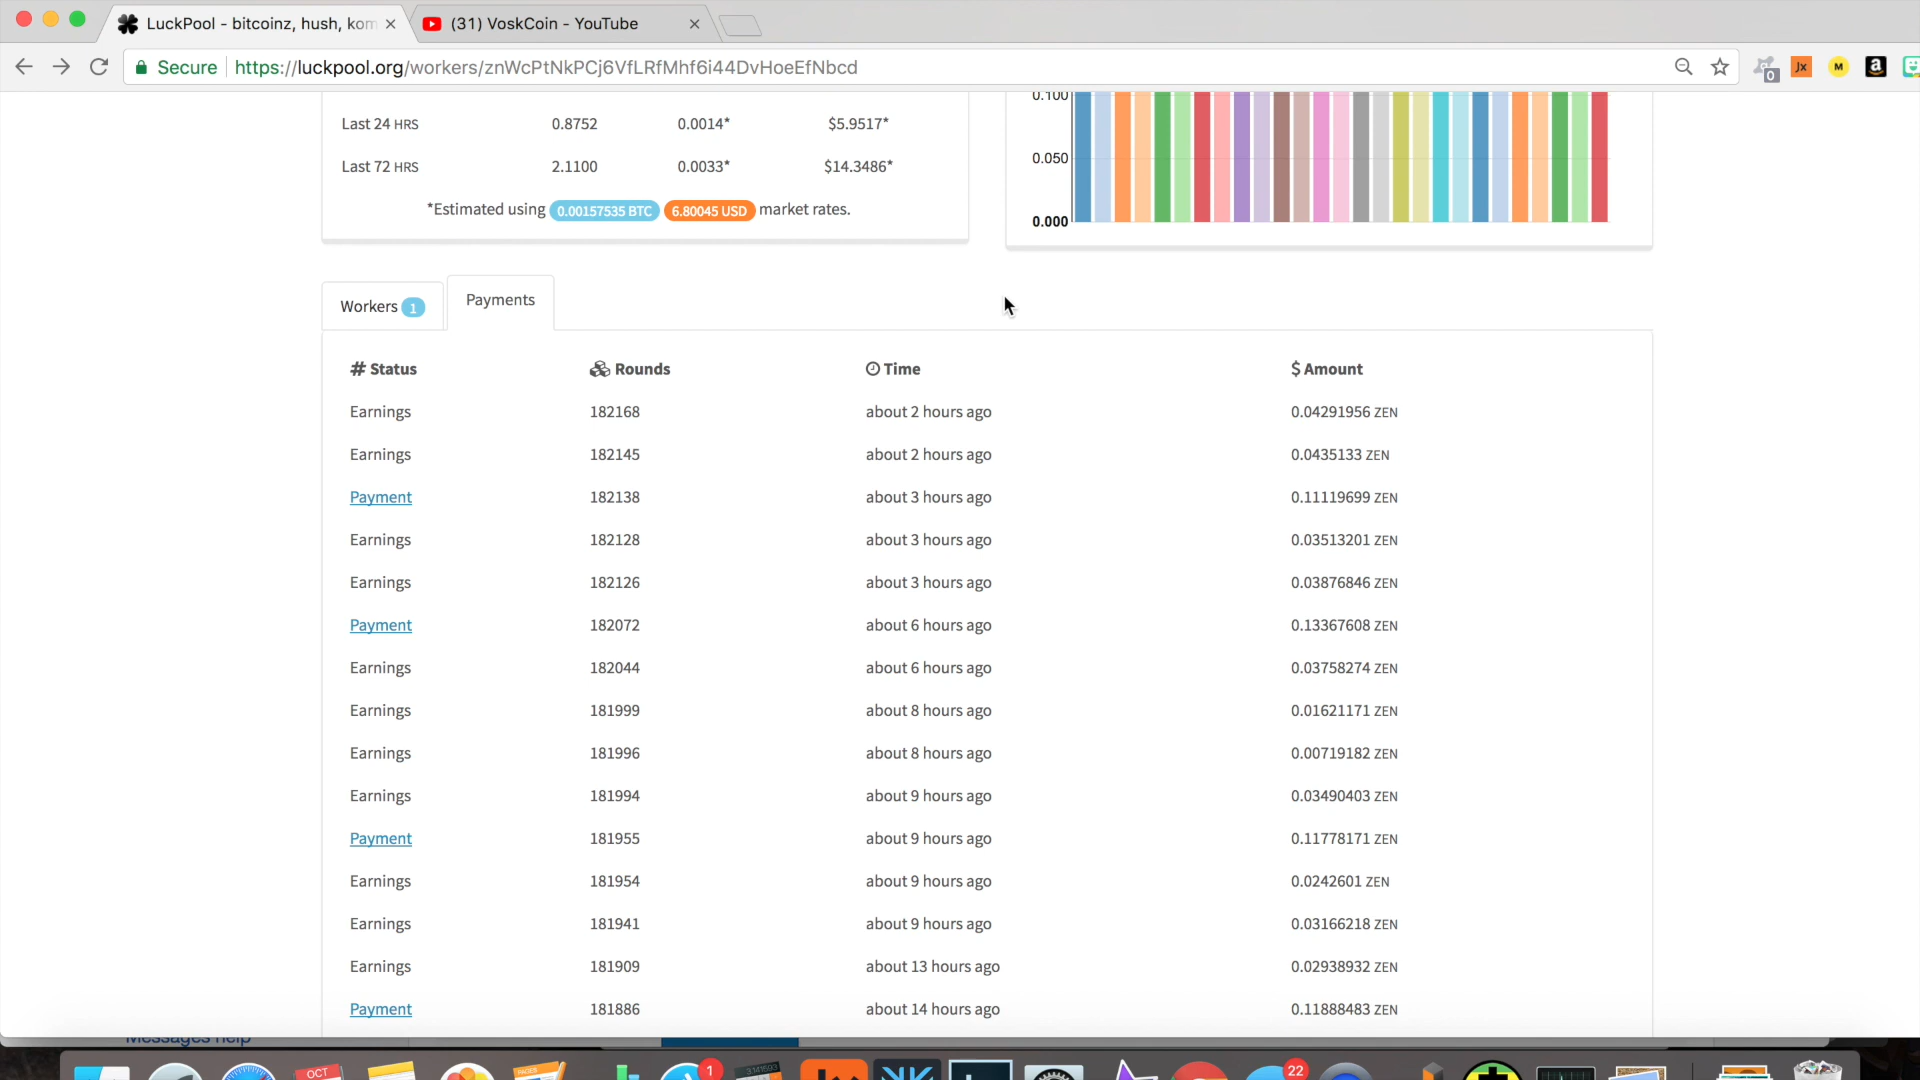 LuckPool - bitcoinz, hush, kom
(31) VoskCoin - YouTube
Secure https://luckpool.org/workers/znWcPtNkPCj6VfLRfMhf6i44DvHoeEfNbcd
0 Jx M a
Last 24 HRS 0.8752 0.0014* $5.9517*
Last 72 HRS 2.1100 0.0033* $14.3486*
*Estimated using 0.00157535 BTC 6.80045 USD market rates.
0.100
0.050
0.000
Workers 1 Payments
# Status Rounds Time $ Amount
Earnings 182168 about 2 hours ago 0.04291956 ZEN
Earnings 182145 about 2 hours ago 0.0435133 ZEN
Payment 182138 about 3 hours ago 0.11119699 ZEN
Earnings 182128 about 3 hours ago 0.03513201 ZEN
Earnings 182126 about 3 hours ago 0.03876846 ZEN
Payment 182072 about 6 hours ago 0.13367608 ZEN
Earnings 182044 about 6 hours ago 0.03758274 ZEN
Earnings 181999 about 8 hours ago 0.01621171 ZEN
Earnings 181996 about 8 hours ago 0.00719182 ZEN
Earnings 181994 about 9 hours ago 0.03490403 ZEN
Payment 181955 about 9 hours ago 0.11778171 ZEN
Earnings 181954 about 9 hours ago 0.0242601 ZEN
Earnings 181941 about 9 hours ago 0.03166218 ZEN
Earnings 181909 about 13 hours ago 0.02938932 ZEN
Payment 181886 about 14 hours ago 0.11888483 ZEN
Messages help
OCT
PAGES
1
3.141593
22